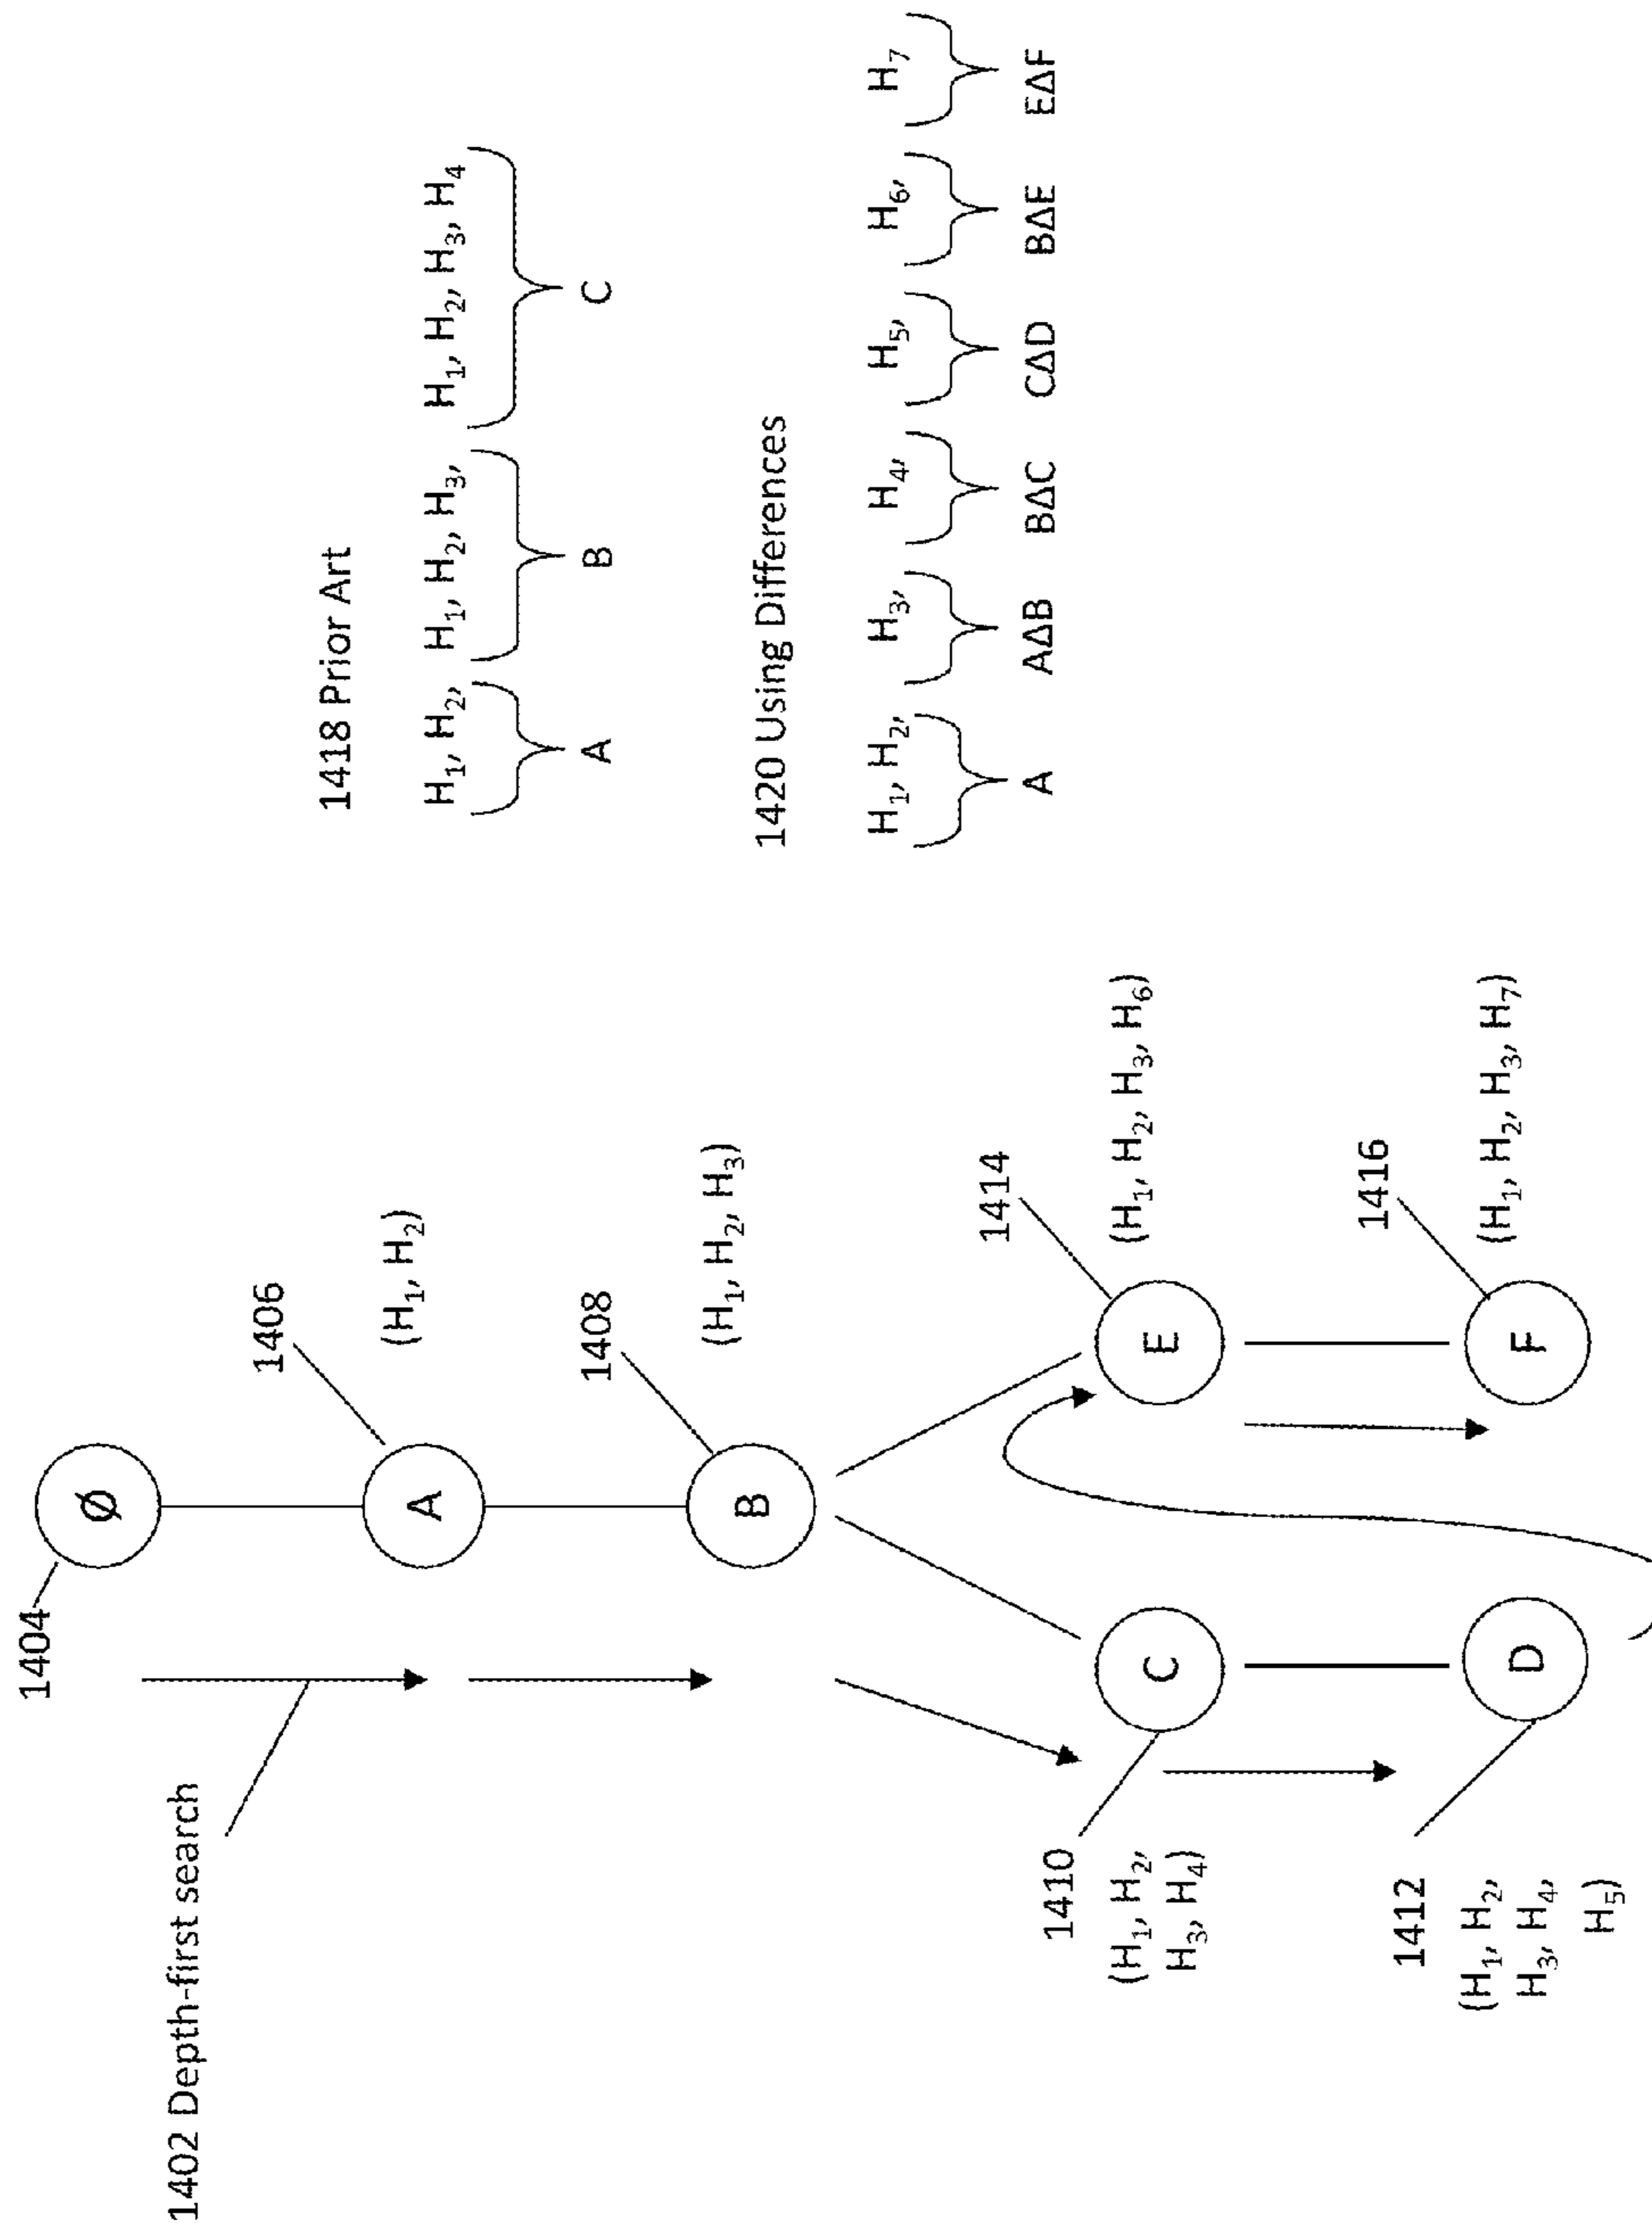 1402 Depth-first search
1404
Ø
1406
A
(H₁, H₂)
1408
B
(H₁, H₂, H₃)
1410
(H₁, H₂,
H₃, H₄)
C
1414
E
(H₁, H₂, H₃, H₆)
1412
(H₁, H₂,
H₃, H₄,
H₅)
D
1416
F
(H₁, H₂, H₃, H₇)
1418 Prior Art
H₁, H₂, H₁, H₂, H₃, H₁, H₂, H₃, H₄
A B C
1420 Using Differences
H₁, H₂, H₃, H₄, H₅, H₆, H₇
A AΔB BΔC CΔD BΔE EΔF